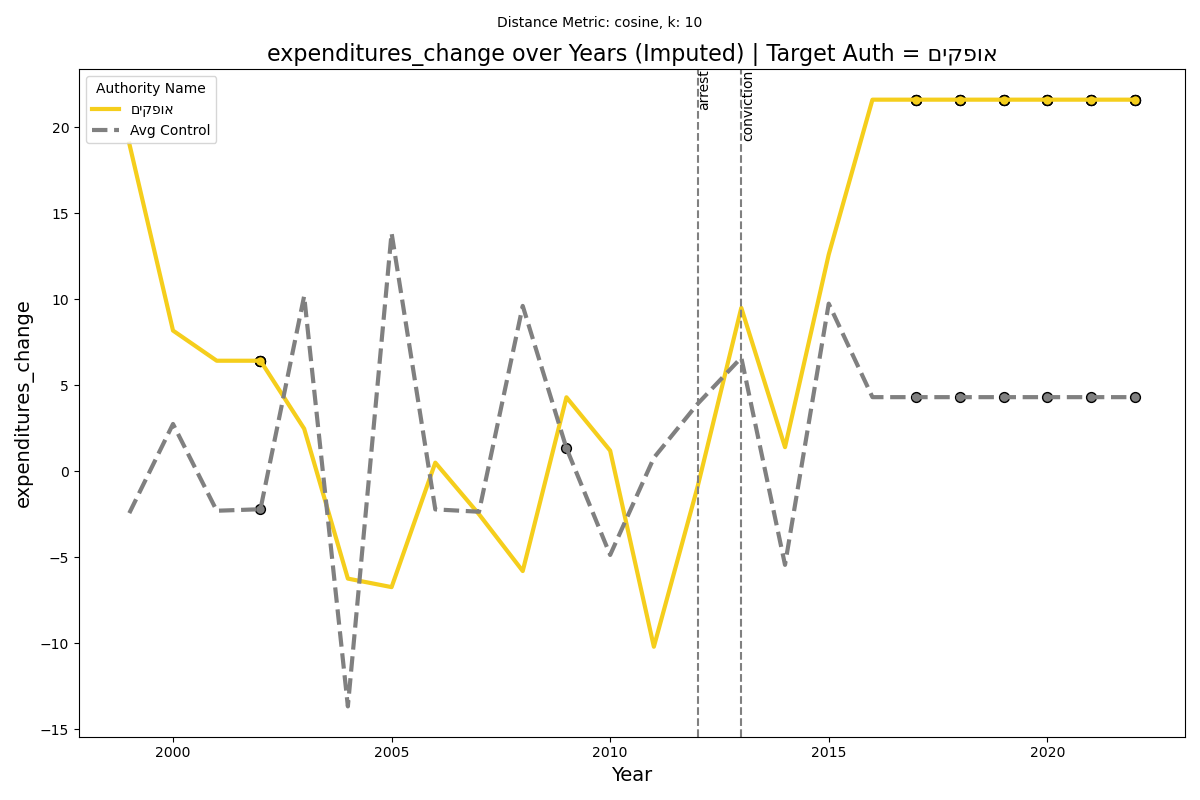 Distance Metric: cosine, k: 10
expenditures_change over Years (Imputed) | Target Auth = אופקים
Authority Name
אופקים
Avg Control
arrest
conviction
expenditures_change
20
15
10
5
0
−5
−10
−15
2000
2005
2010
2015
2020
Year